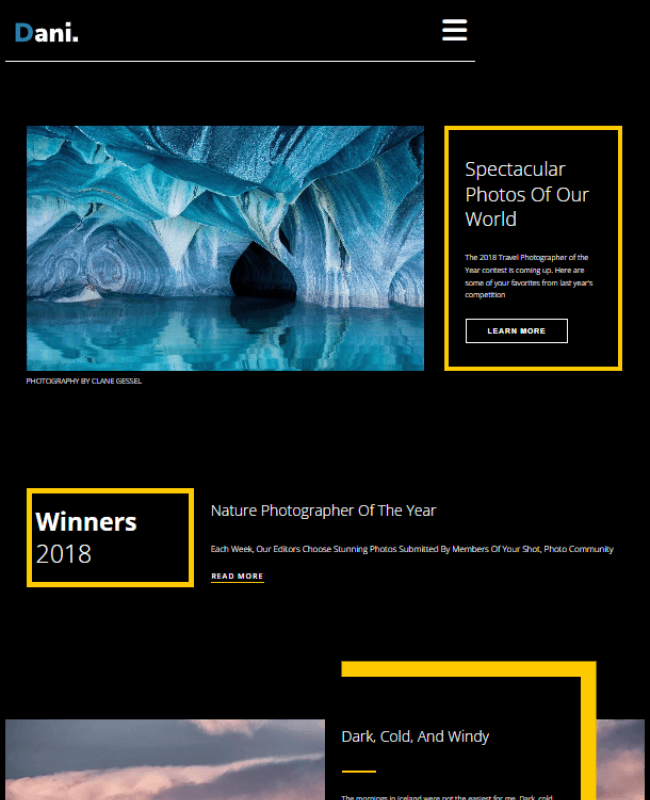 Dani.
Spectacular
Photos Of Our
World
The 2018 Travel Photographer of the
Year contest is coming up. Here are
some of your favorites from last year's
competition
LEARN MORE
PHOTOGRAPHY BY CLANE GESSEL
Winners
2018
Nature Photographer Of The Year
Each Week, Our Editors Choose Stunning Photos Submitted By Members Of Your Shot, Photo Community
READ MORE
Dark, Cold, And Windy
The mornings in Iceland were not the easiest for me. Dark, cold,